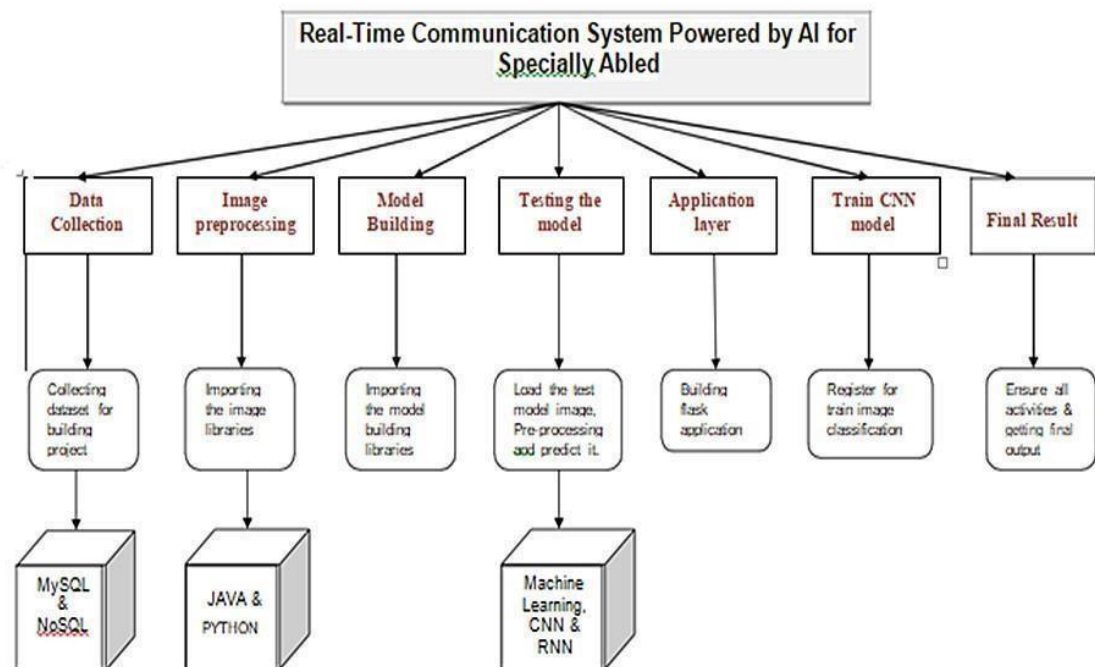 Real-Time Communication System Powered by AI for
Specially Abled
Data
Collection
Image
preprocessing
Model
Building
Testing the
model
Application
layer
Train CNN
model
Final Result
Collecting
dataset for
building
project
Importing
the image
libraries
Importing
the model
building
libraries
Load the test
model image,
Pre-processing
and predict it.
Building
flask
application
Register for
train image
classification
Ensure all
activities &
getting final
output
MySQL
&
NoSQL
JAVA &
PYTHON
Machine
Learning,
CNN &
RNN